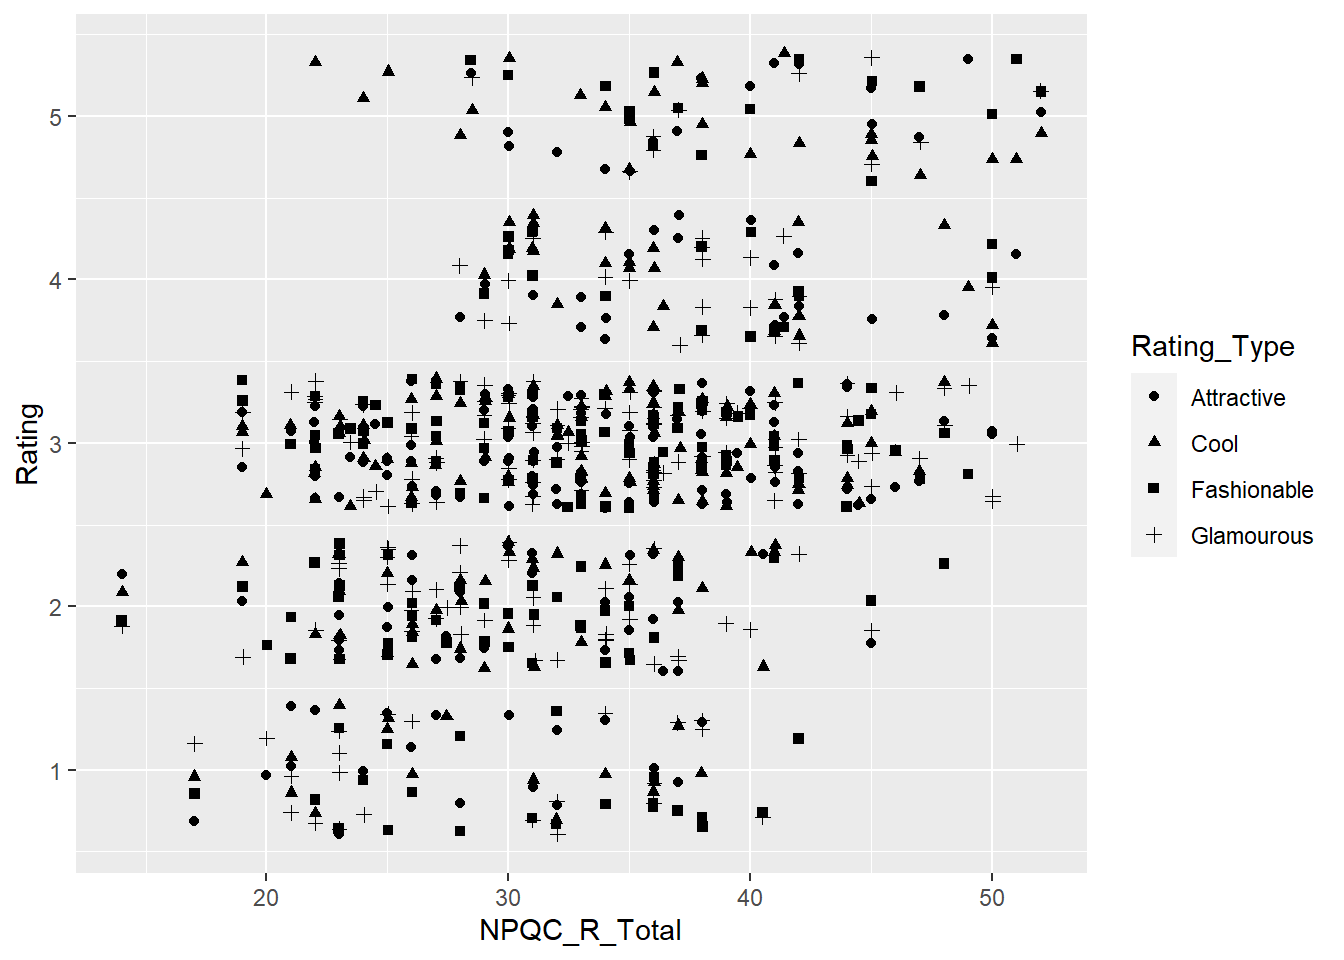 5
4
3
2
1
Rating
20
30
40
50
NPQC_R_Total
Rating_Type
Attractive
Cool
Fashionable
Glamourous